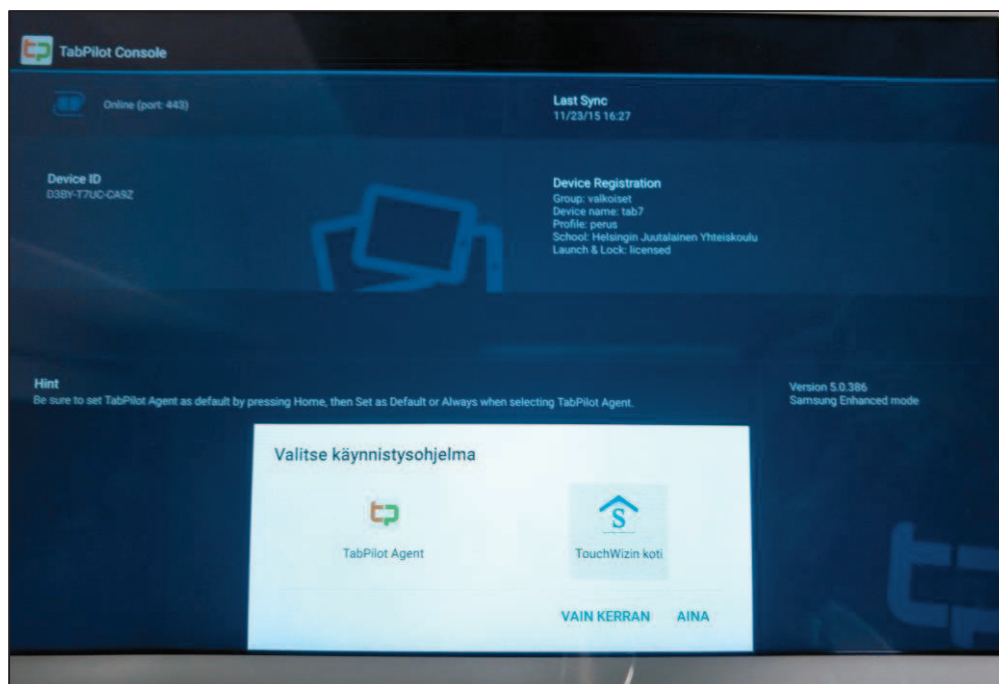 TabPilot Console
Online (port: 443)
Last Sync
11/23/15 16:27
Device ID
D3BY-T7UC-CA9Z
Device Registration
Group: valkoiset
Device name: tab7
Profile: perus
School: Helsingin Juutalainen Yhteiskoulu
Launch & Lock: licensed
Hint
Be sure to set TabPilot Agent as default by pressing Home, then Set as Default or Always when selecting TabPilot Agent.
Version 5.0.386
Samsung Enhanced mode
Valitse käynnistysohjelma
tp
S
TabPilot Agent
TouchWizin koti
VAIN KERRAN
AINA